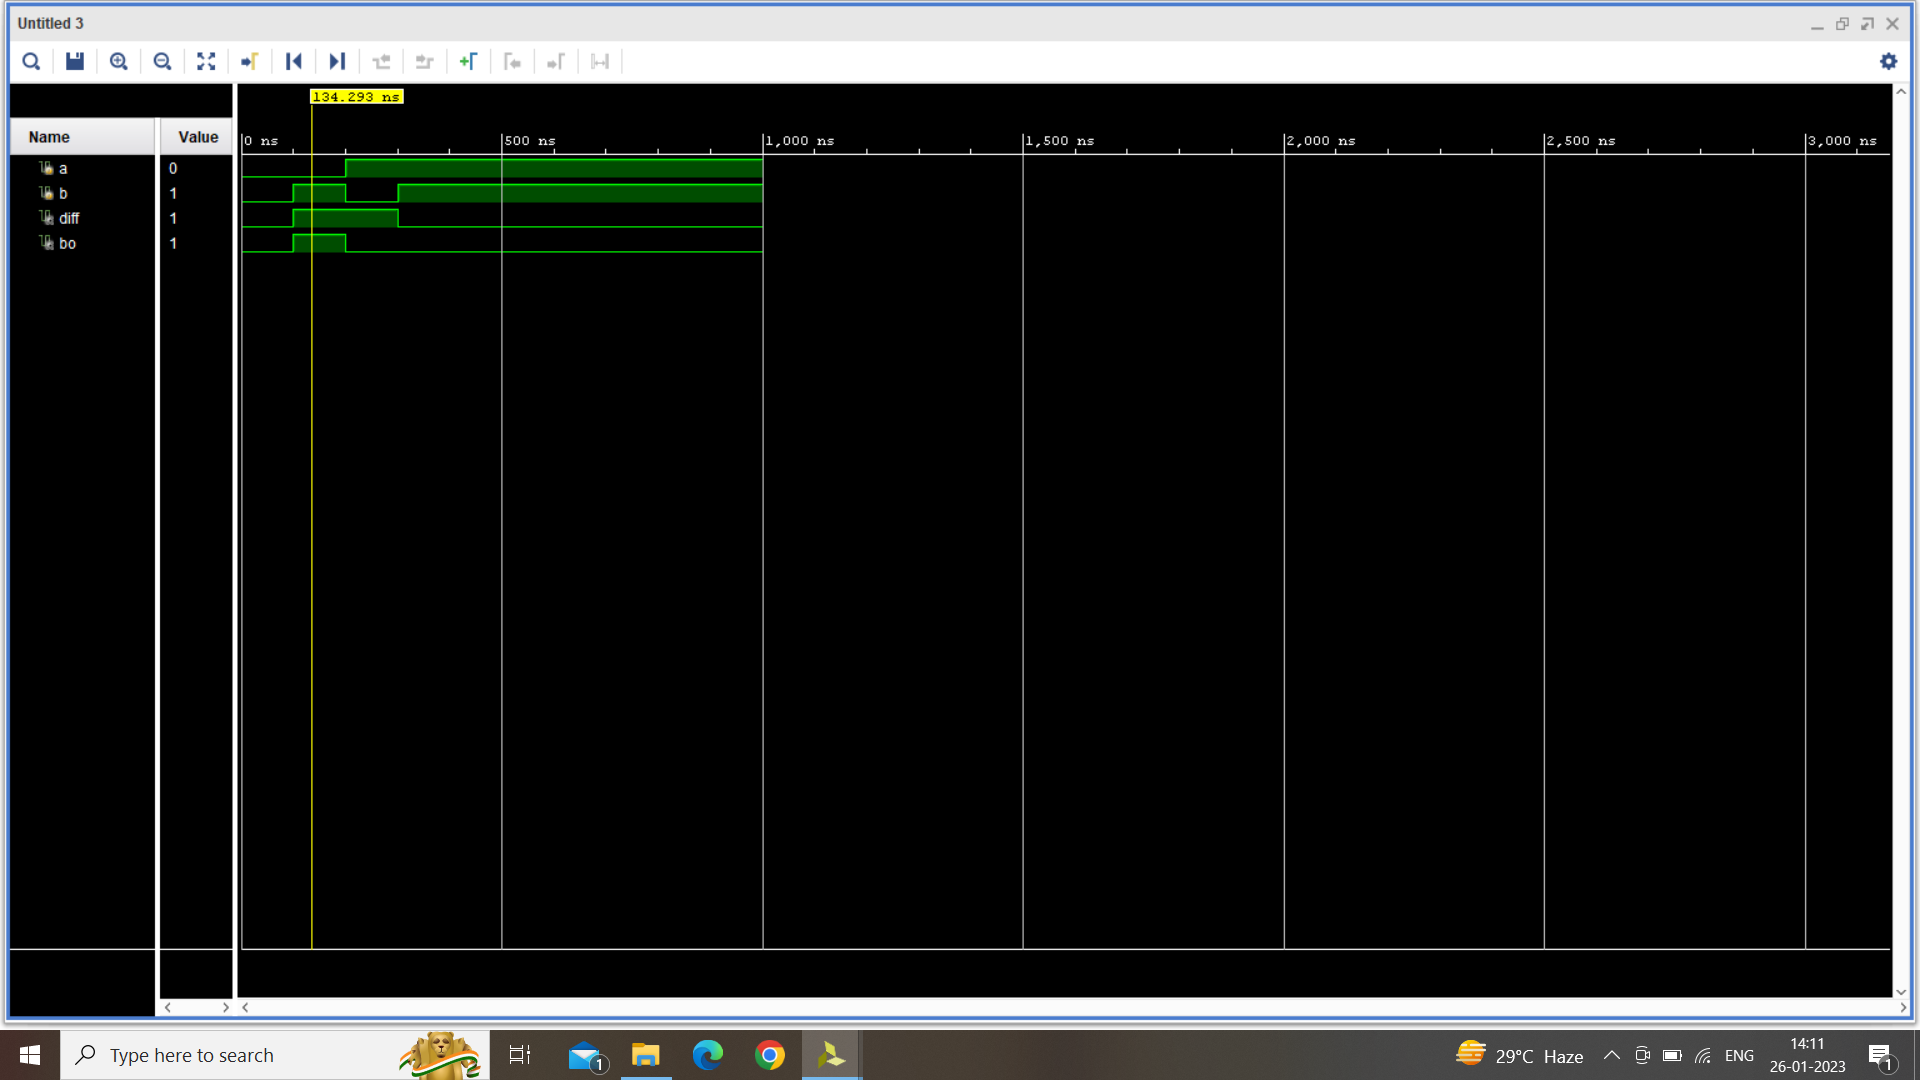 Untitled 3
134.293 ns
Name Value
0 ns 500 ns 1,000 ns 1,500 ns 2,000 ns 2,500 ns 3,000 ns
a 0
b 1
diff 1
bo 1
Type here to search
1
29°C Haze
ENG
14:11
26-01-2023
1